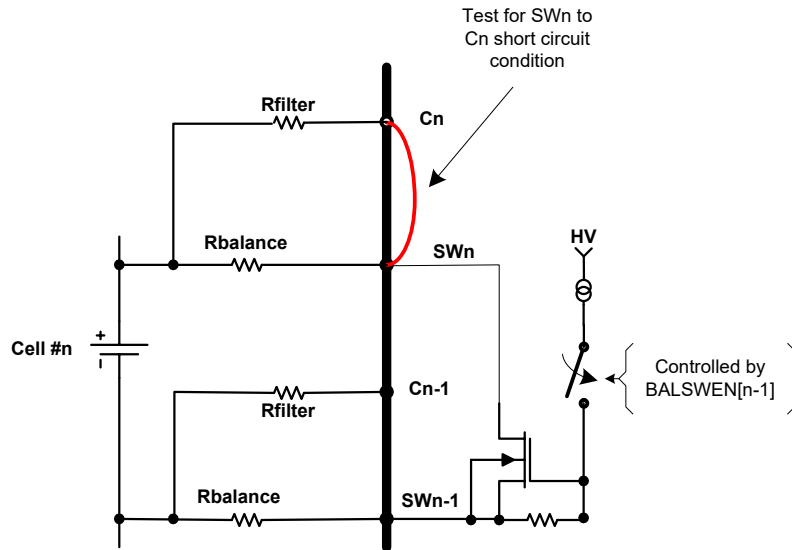 Test for SWn to
Cn short circuit
condition
Rfilter
Cn
Rbalance
SWn
HV
+
Cell #n
–
Controlled by
BALSWEN[n-1]
Cn-1
Rfilter
Rbalance
SWn-1